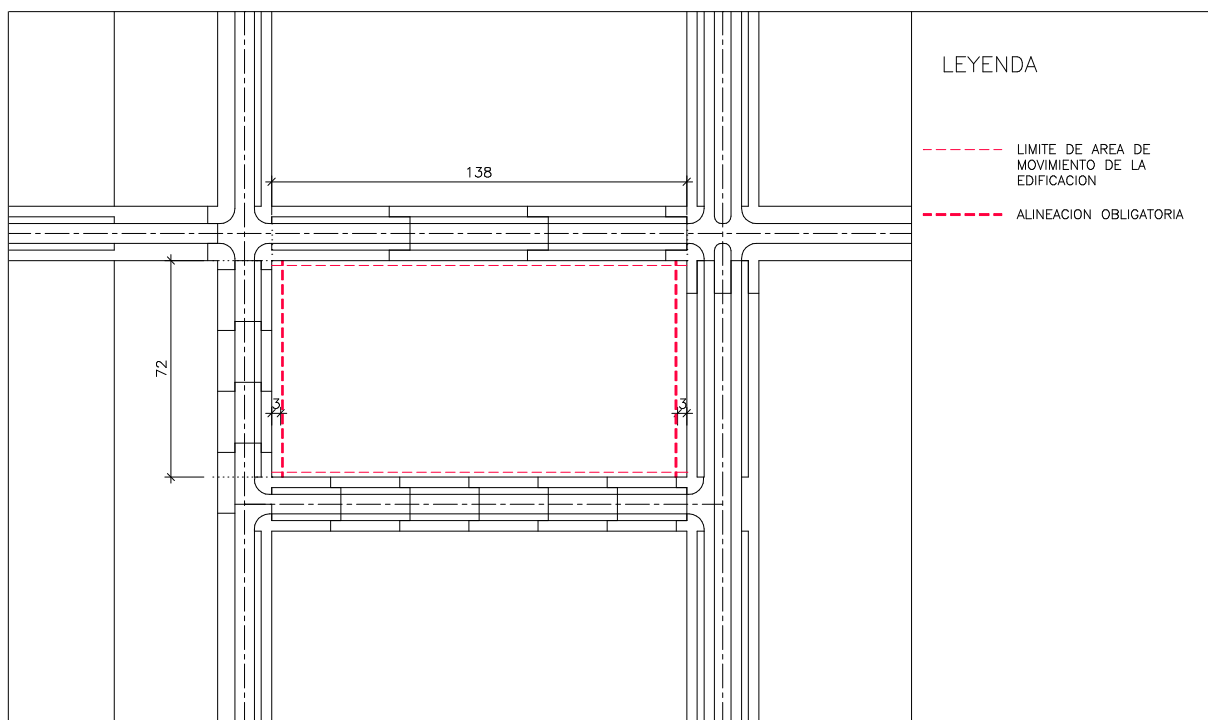 LEYENDA
138
LIMITE DE AREA DE
MOVIMIENTO DE LA
EDIFICACION
ALINEACION OBLIGATORIA
72
3
3